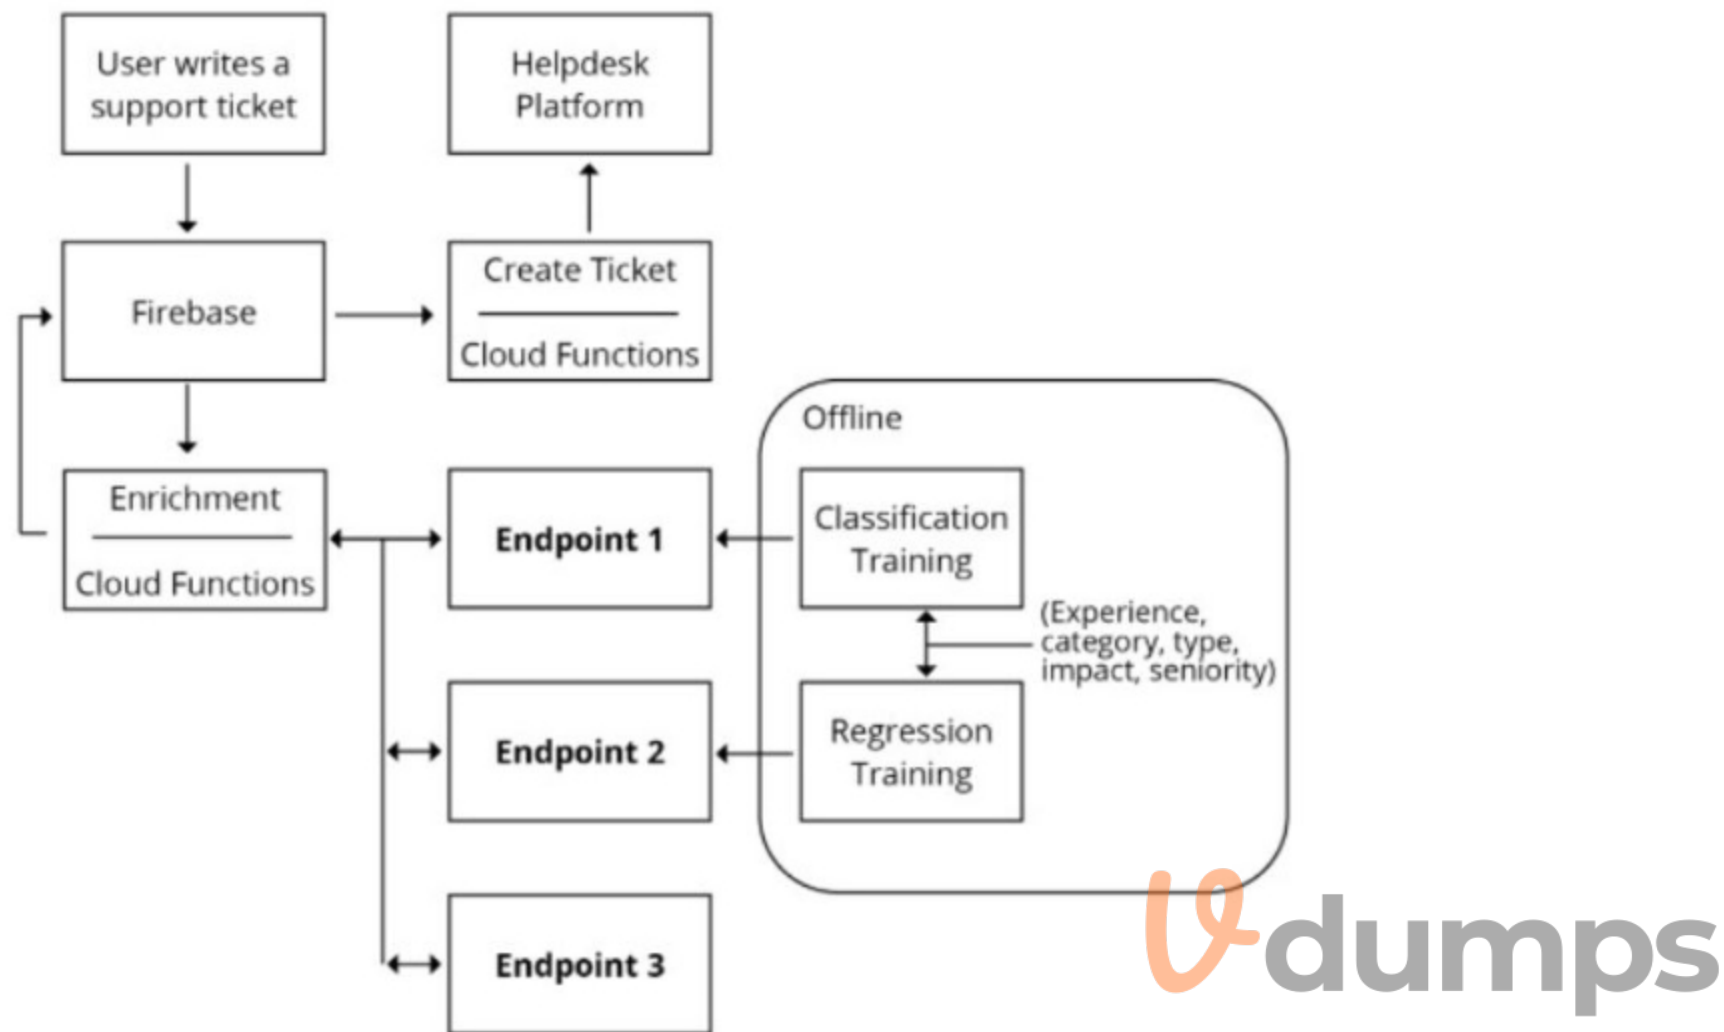 User writes a
support ticket
Helpdesk
Platform
Firebase
Create Ticket
Cloud Functions
Offline
Enrichment
Cloud Functions
Endpoint 1
Classification
Training
(Experience,
category, type,
impact, seniority)
Endpoint 2
Regression
Training
Endpoint 3
Vdumps